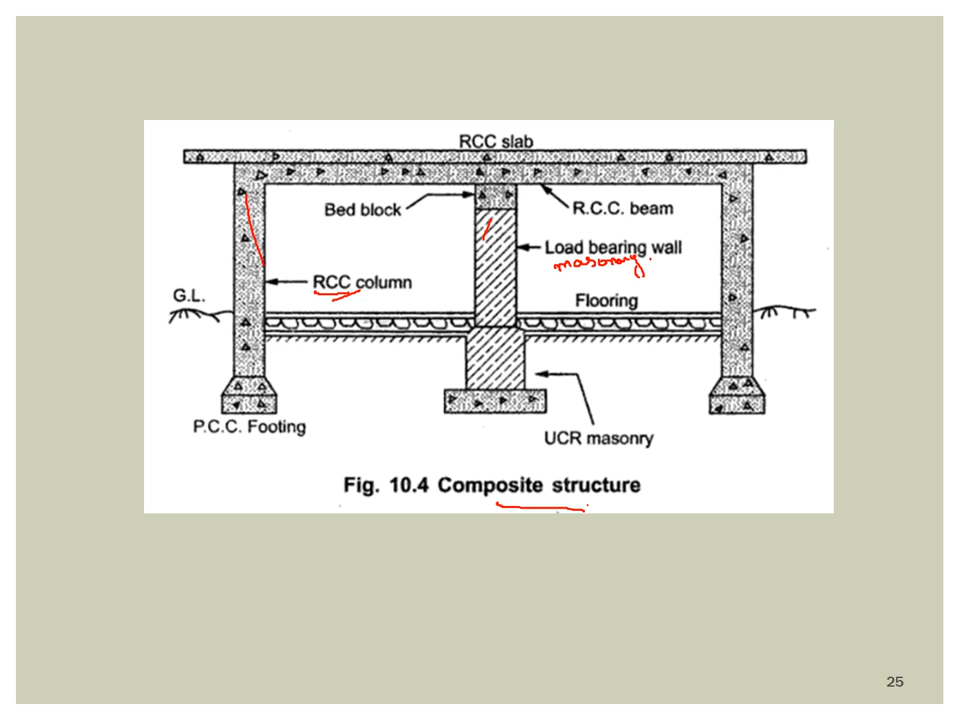 RCC slab
Bed block
R.C.C. beam
Load bearing wall
masonary.
RCC column
G.L.
Flooring
P.C.C. Footing
UCR masonry
Fig. 10.4 Composite structure
25